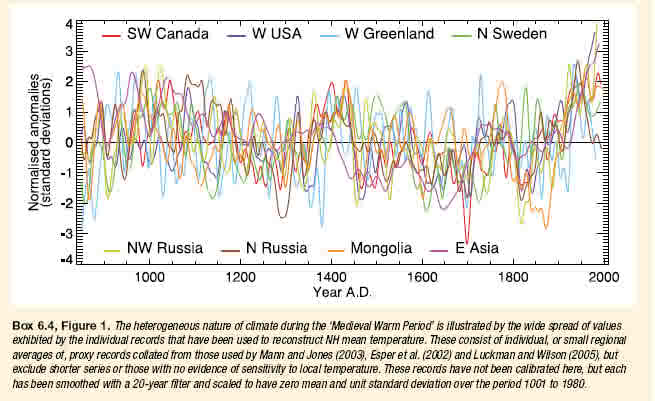 4
3
2
1
0
-1
-2
-3
-4
Normalised anomalies
(standard deviations)
SW Canada W USA W Greenland N Sweden
NW Russia N Russia Mongolia E Asia
1000 1200 1400 1600 1800 2000
Year A.D.
Box 6.4, Figure 1. The heterogeneous nature of climate during the ‘Medieval Warm Period’ is illustrated by the wide spread of values
exhibited by the individual records that have been used to reconstruct NH mean temperature. These consist of individual, or small regional
averages of, proxy records collated from those used by Mann and Jones (2003), Esper et al. (2002) and Luckman and Wilson (2005), but
exclude shorter series or those with no evidence of sensitivity to local temperature. These records have not been calibrated here, but each
has been smoothed with a 20-year filter and scaled to have zero mean and unit standard deviation over the period 1001 to 1980.